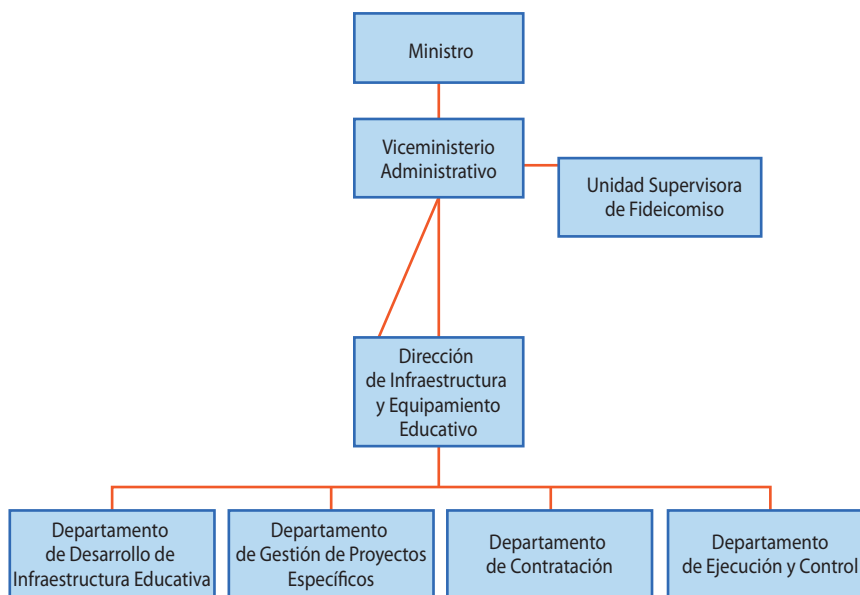 Ministro
Viceministerio
Administrativo
Unidad Supervisora
de Fideicomiso
Dirección
de Infraestructura
y Equipamiento
Educativo
Departamento
de Desarrollo de
Infraestructura Educativa
Departamento
de Gestión de Proyectos
Específicos
Departamento
de Contratación
Departamento
de Ejecución y Control